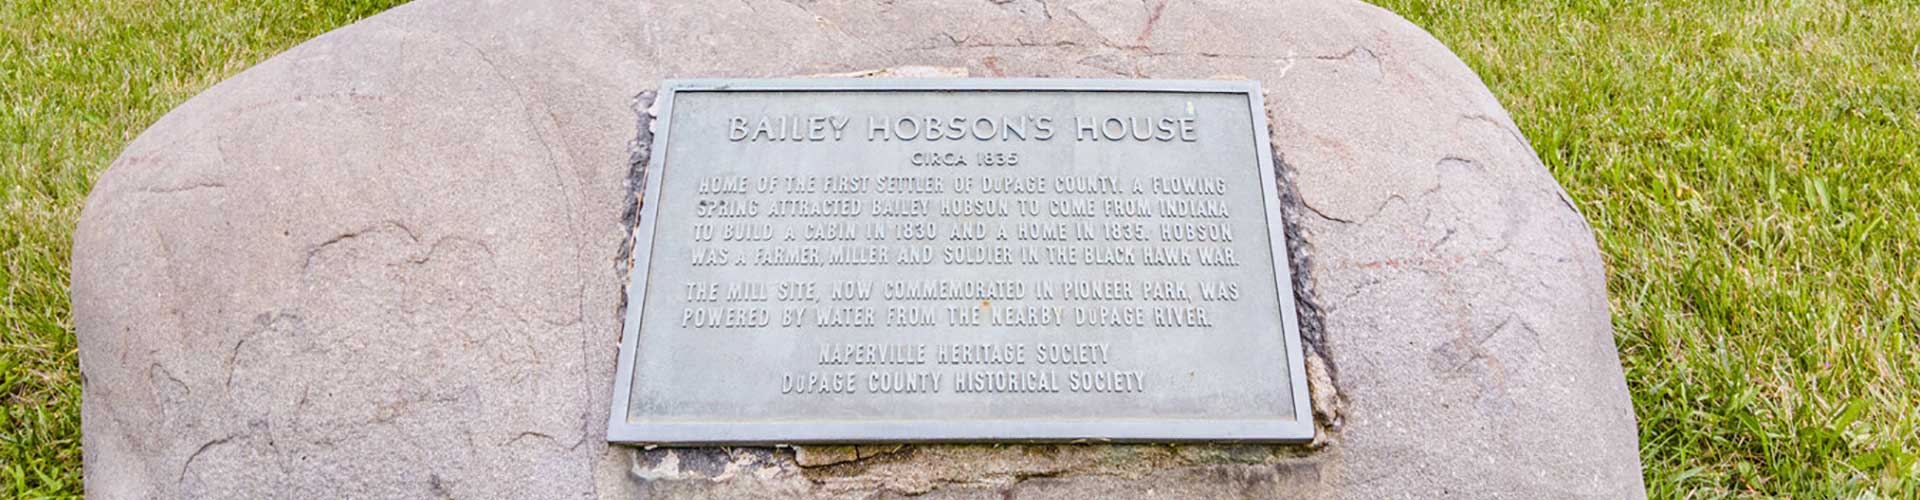 BAILEY HOBSON'S HOUSE
CIRCA 1835
HOME OF THE FIRST SETTLER OF DUPAGE COUNTY. A FLOWING
SPRING ATTRACTED BAILEY HOBSON TO COME FROM INDIANA
TO BUILD A CABIN IN 1830 AND A HOME IN 1835. HOBSON
WAS A FARMER, MILLER AND SOLDIER IN THE BLACK HAWK WAR.
THE MILL SITE, NOW COMMEMORATED IN PIONEER PARK, WAS
POWERED BY WATER FROM THE NEARBY DUPAGE RIVER.
NAPERVILLE HERITAGE SOCIETY
DUPAGE COUNTY HISTORICAL SOCIETY